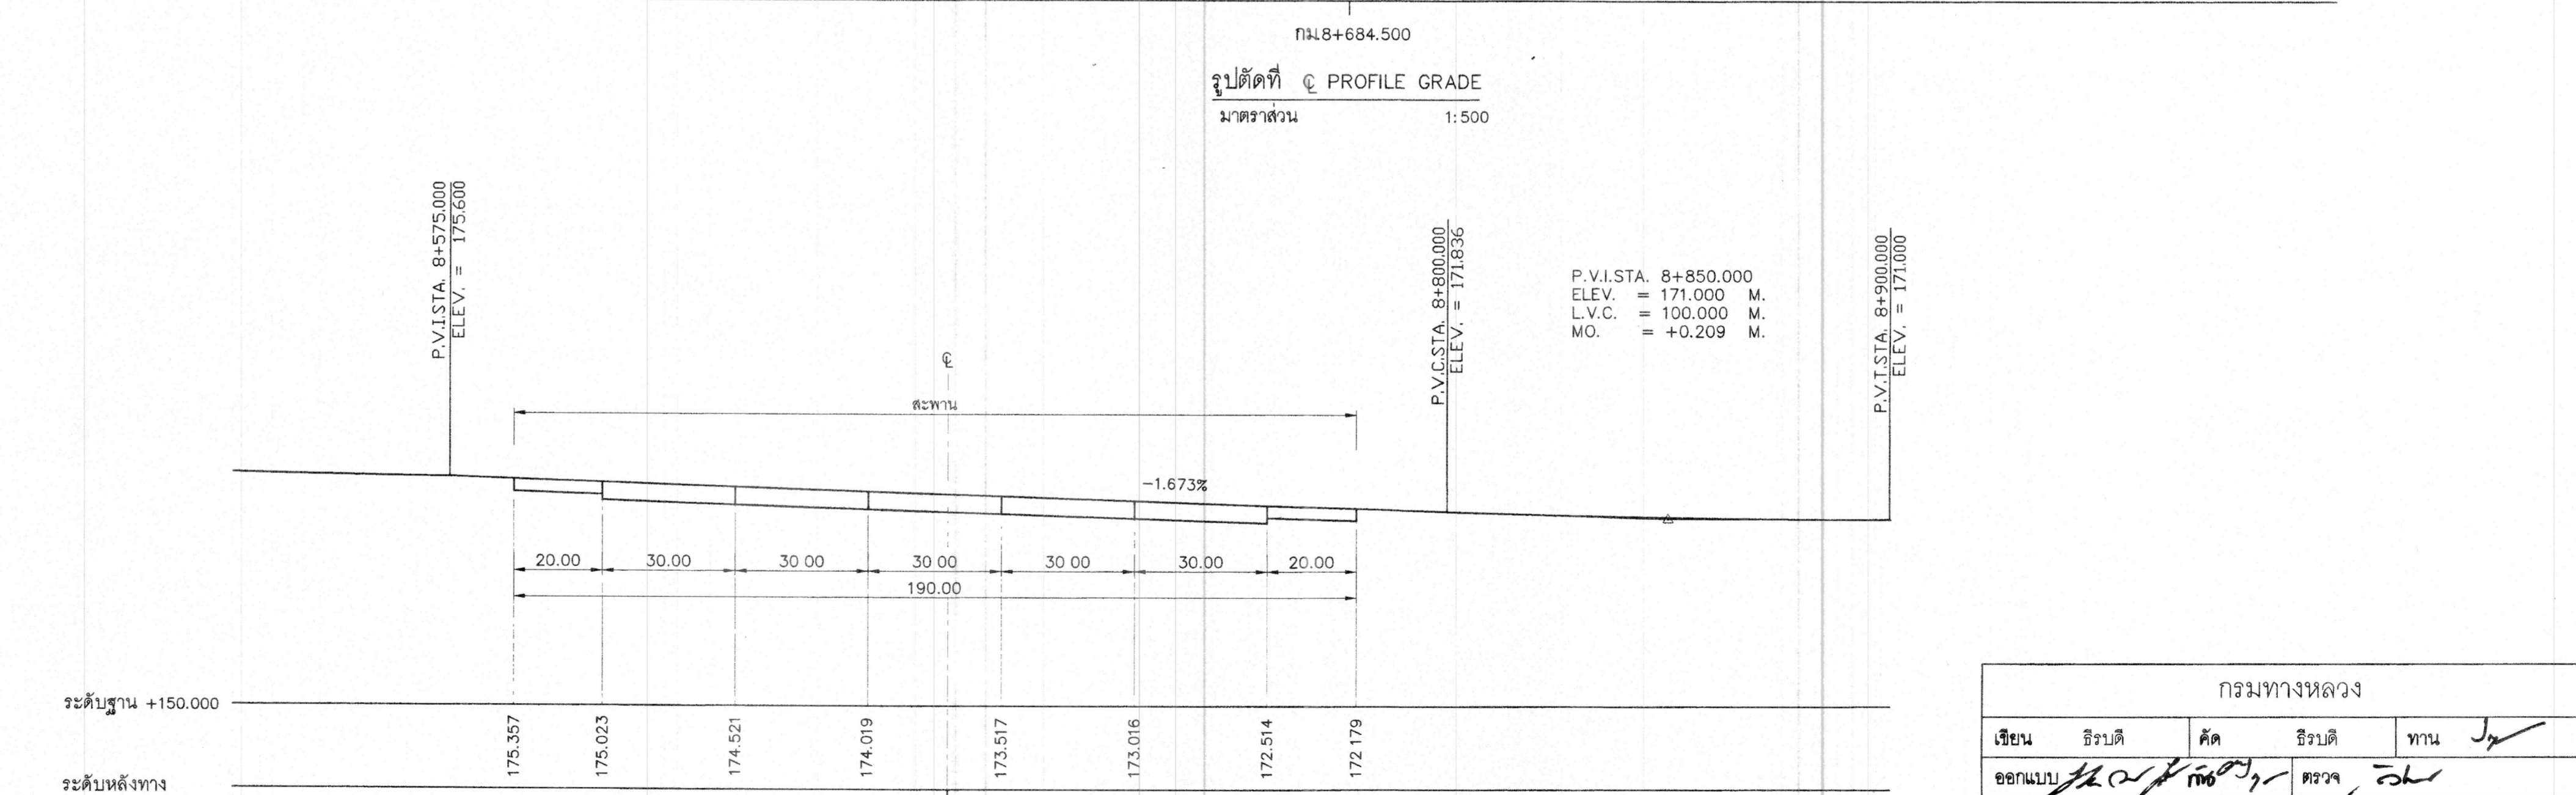 กม.8+684.500
รูปตัดที่ ℄ PROFILE GRADE
มาตราส่วน 1:500
P.V.I.STA. 8+575.000
ELEV. = 175.600
P.V.C.STA. 8+800.000
ELEV. = 171.836
P.V.I.STA. 8+850.000
ELEV. = 171.000 M.
L.V.C. = 100.000 M.
MO. = +0.209 M.
P.V.T.STA. 8+900.000
ELEV. = 171.000
℄
สะพาน
-1.673%
20.00 30.00 30 00 30 00 30 00 30.00 20.00
190.00
ระดับฐาน +150.000
175.357 175.023 174.521 174.019 173.517 173.016 172.514 172 179
ระดับหลังทาง
กรมทางหลวง
เขียน ธีรบดี คัด ธีรบดี ทาน
ออกแบบ ตรวจ